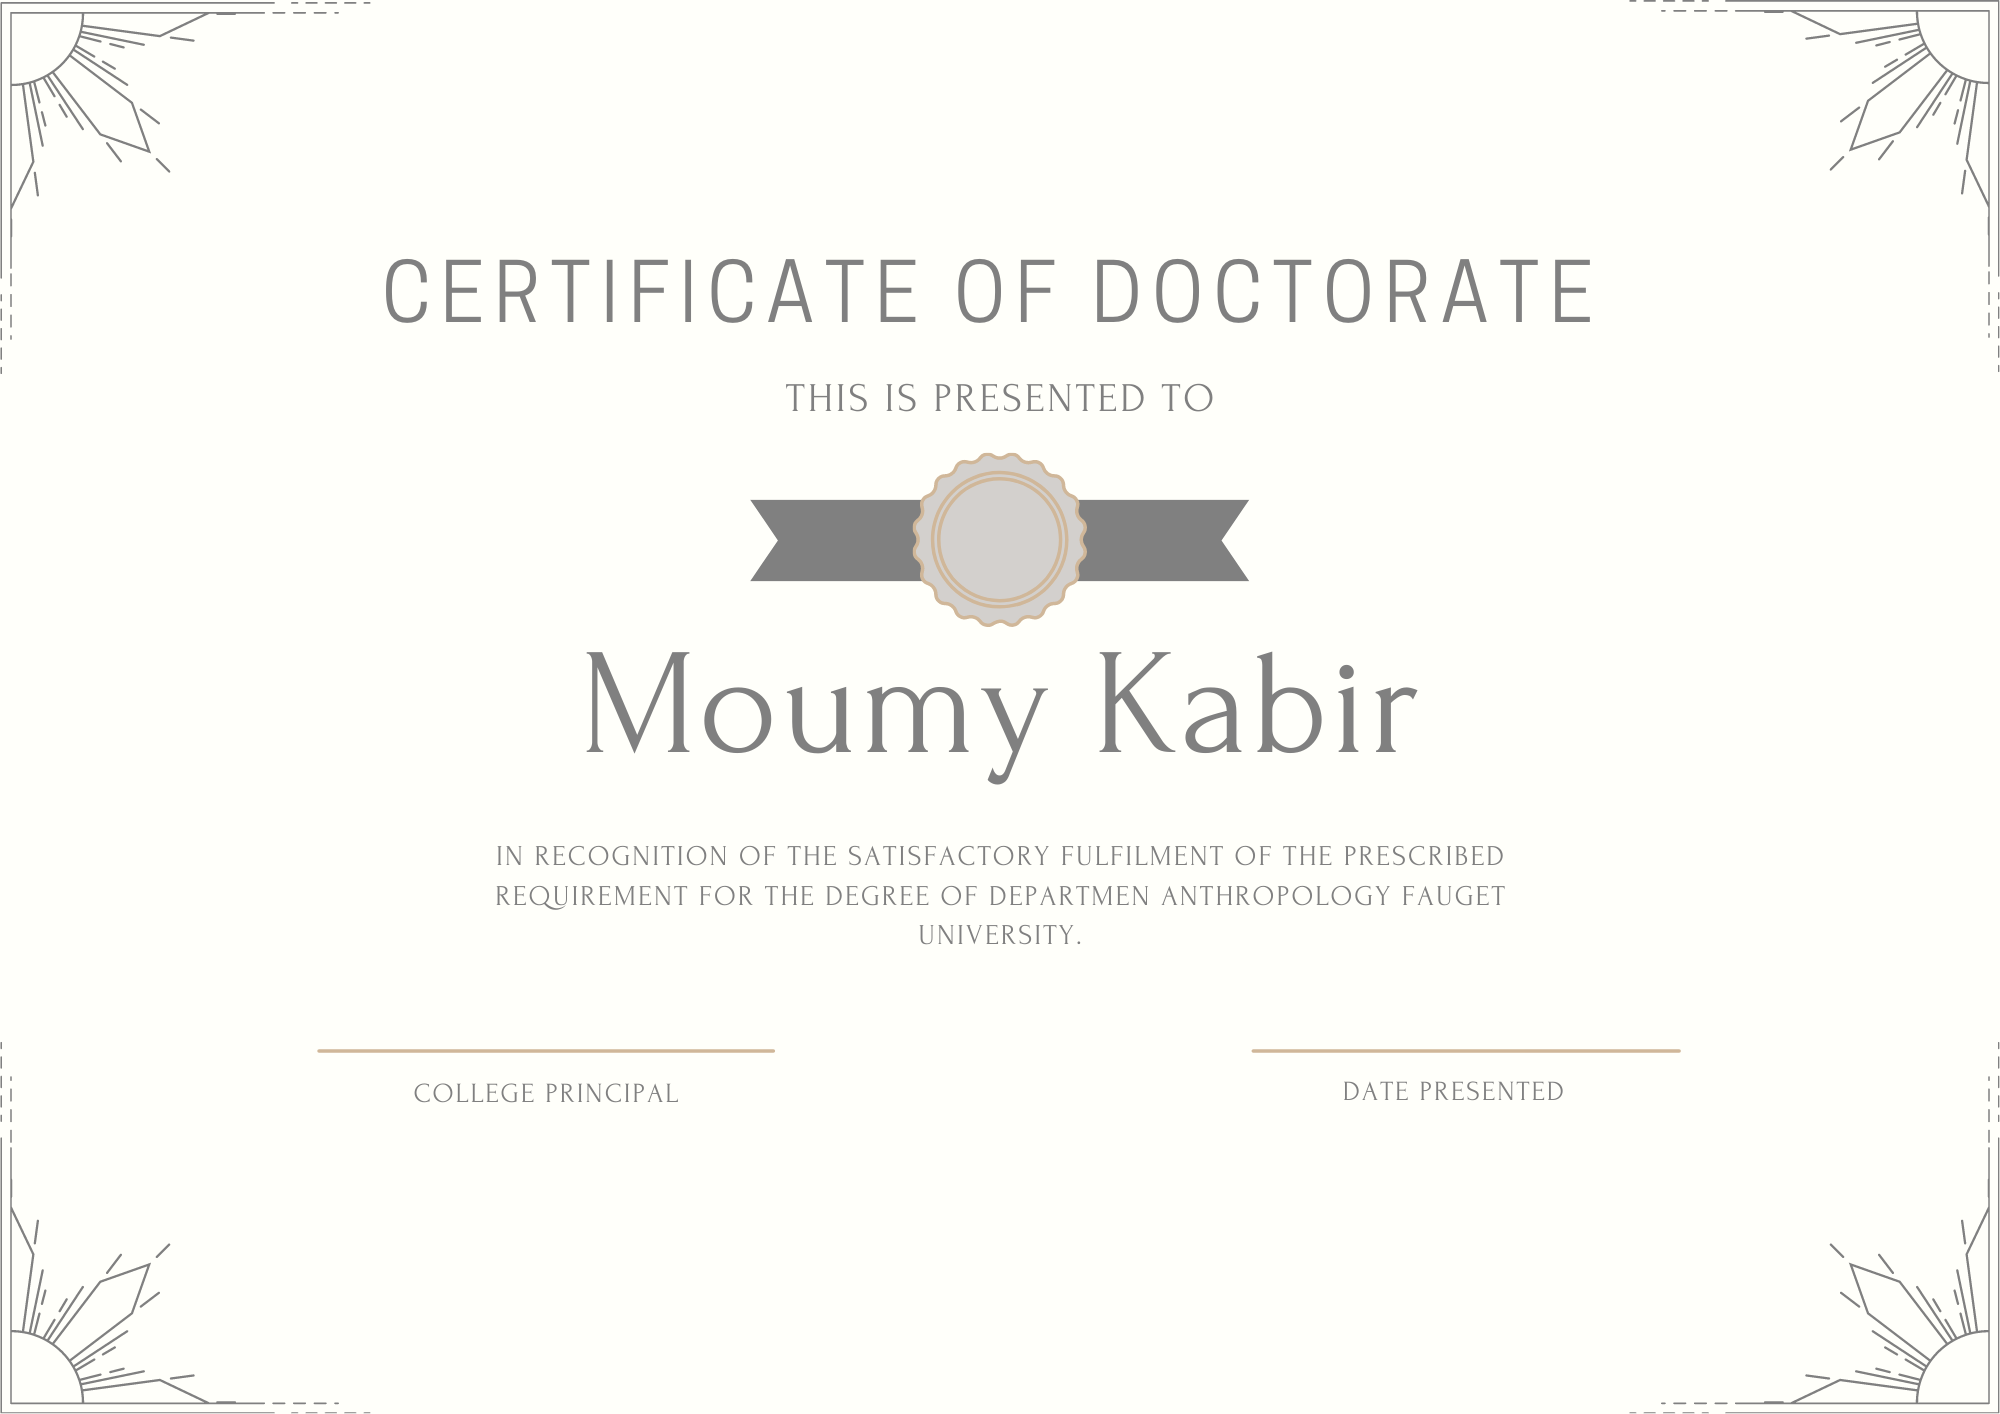 CERTIFICATE OF DOCTORATE
THIS IS PRESENTED TO
Moumy Kabir
IN RECOGNITION OF THE SATISFACTORY FULFILMENT OF THE PRESCRIBED
REQUIREMENT FOR THE DEGREE OF DEPARTMEN ANTHROPOLOGY FAUGET
UNIVERSITY.
COLLEGE PRINCIPAL
DATE PRESENTED